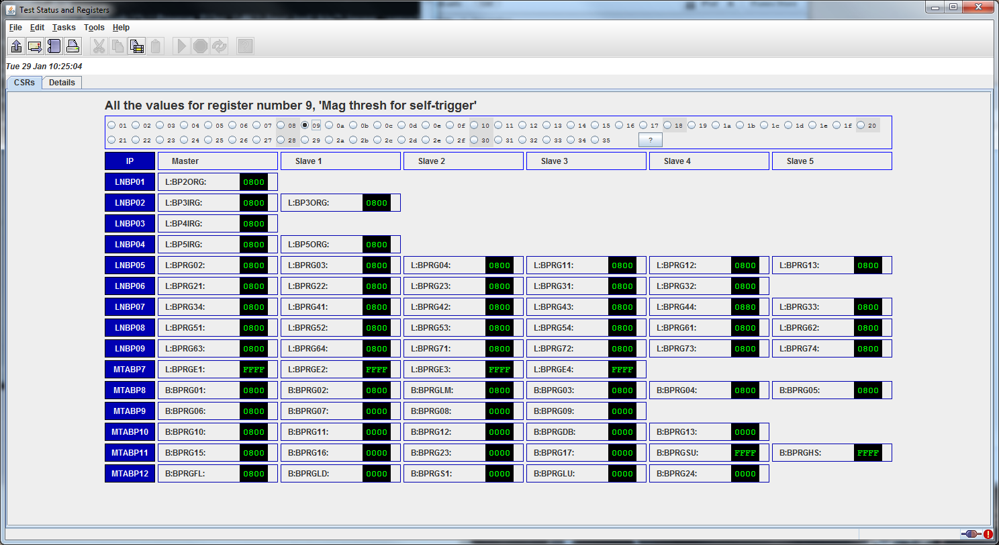 Test Status and Registers
File Edit Tasks Tools Help
Tue 29 Jan 10:25:04
CSRs Details
All the values for register number 9, 'Mag thresh for self-trigger'
01 02 03 04 05 06 07 08 09 0a 0b 0c 0d 0e 0f 10 11 12 13 14 15 16 17 18 19 1a 1b 1c 1d 1e 1f 20
21 22 23 24 25 26 27 28 29 2a 2b 2c 2d 2e 2f 30 31 32 33 34 35 ?
IP Master Slave 1 Slave 2 Slave 3 Slave 4 Slave 5
LNBP01 L:BP2ORG: 0800
LNBP02 L:BP3IRG: 0800 L:BP3ORG: 0800
LNBP03 L:BP4IRG: 0800
LNBP04 L:BP5IRG: 0800 L:BP5ORG: 0800
LNBP05 L:BPRG02: 0800 L:BPRG03: 0800 L:BPRG04: 0800 L:BPRG11: 0800 L:BPRG12: 0800 L:BPRG13: 0800
LNBP06 L:BPRG21: 0800 L:BPRG22: 0800 L:BPRG23: 0800 L:BPRG31: 0800 L:BPRG32: 0800
LNBP07 L:BPRG34: 0800 L:BPRG41: 0800 L:BPRG42: 0800 L:BPRG43: 0800 L:BPRG44: 0880 L:BPRG33: 0800
LNBP08 L:BPRG51: 0800 L:BPRG52: 0800 L:BPRG53: 0800 L:BPRG54: 0800 L:BPRG61: 0800 L:BPRG62: 0800
LNBP09 L:BPRG63: 0800 L:BPRG64: 0800 L:BPRG71: 0800 L:BPRG72: 0800 L:BPRG73: 0800 L:BPRG74: 0800
MTABP7 L:BPRGE1: FFFF L:BPRGE2: FFFF L:BPRGE3: FFFF L:BPRGE4: FFFF
MTABP8 B:BPRG01: 0800 B:BPRG02: 0800 B:BPRGLM: 0800 B:BPRG03: 0800 B:BPRG04: 0800 B:BPRG05: 0800
MTABP9 B:BPRG06: 0800 B:BPRG07: 0000 B:BPRG08: 0000 B:BPRG09: 0000
MTABP10 B:BPRG10: 0800 B:BPRG11: 0000 B:BPRG12: 0000 B:BPRGDB: 0000 B:BPRG13: 0000
MTABP11 B:BPRG15: 0800 B:BPRG16: 0000 B:BPRG23: 0000 B:BPRG17: 0000 B:BPRGSU: FFFF B:BPRGHS: FFFF
MTABP12 B:BPRGFL: 0800 B:BPRGLD: 0000 B:BPRGS1: 0000 B:BPRGLU: 0000 B:BPRG24: 0000